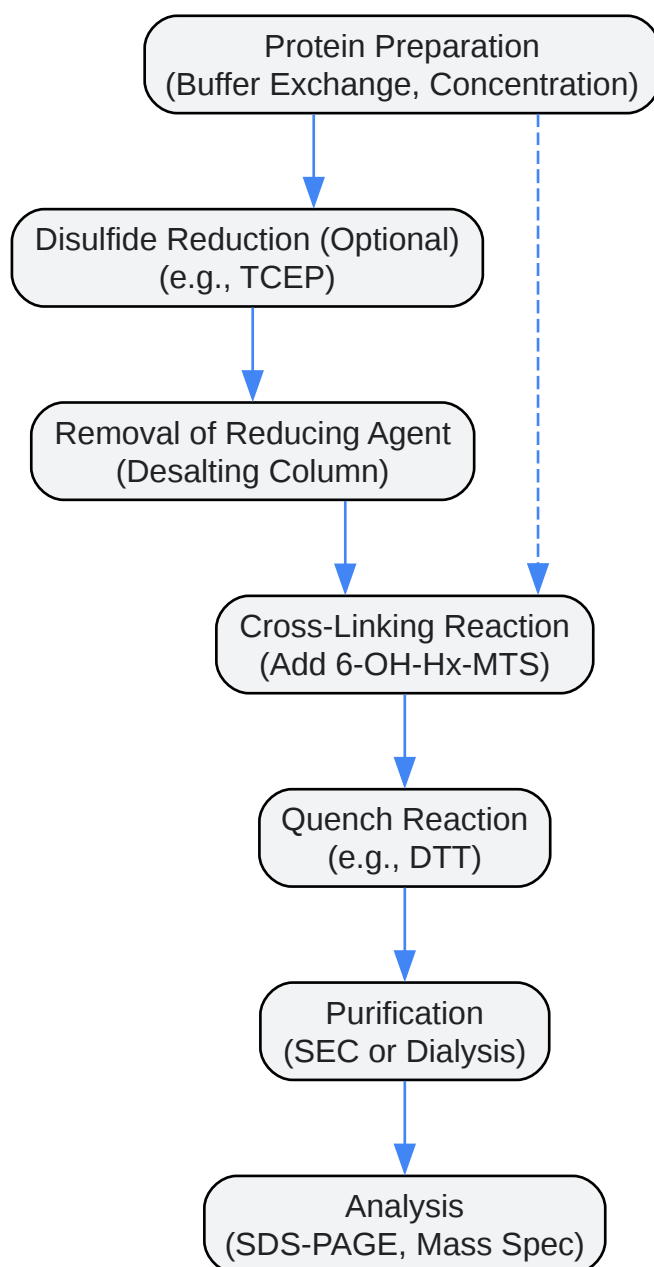 Protein Preparation
(Buffer Exchange, Concentration)
Disulfide Reduction (Optional)
(e.g., TCEP)
Removal of Reducing Agent
(Desalting Column)
Cross-Linking Reaction
(Add 6-OH-Hx-MTS)
Quench Reaction
(e.g., DTT)
Purification
(SEC or Dialysis)
Analysis
(SDS-PAGE, Mass Spec)